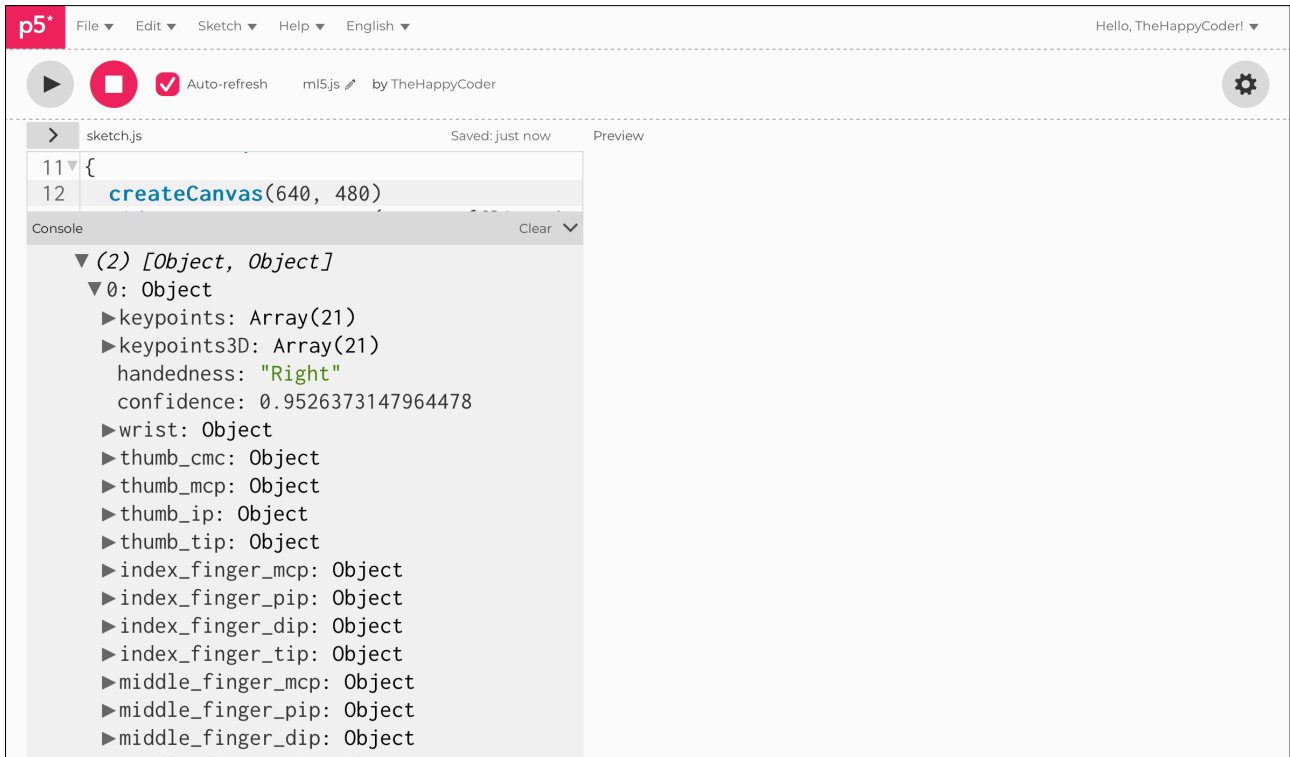 p5* File Edit Sketch Help English Hello, TheHappyCoder!
Auto-refresh ml5.js by TheHappyCoder
sketch.js Saved: just now Preview
11 {
12 createCanvas(640, 480)
Console Clear
(2) [Object, Object]
0: Object
keypoints: Array(21)
keypoints3D: Array(21)
handedness: "Right"
confidence: 0.9526373147964478
wrist: Object
thumb_cmc: Object
thumb_mcp: Object
thumb_ip: Object
thumb_tip: Object
index_finger_mcp: Object
index_finger_pip: Object
index_finger_dip: Object
index_finger_tip: Object
middle_finger_mcp: Object
middle_finger_pip: Object
middle_finger_dip: Object